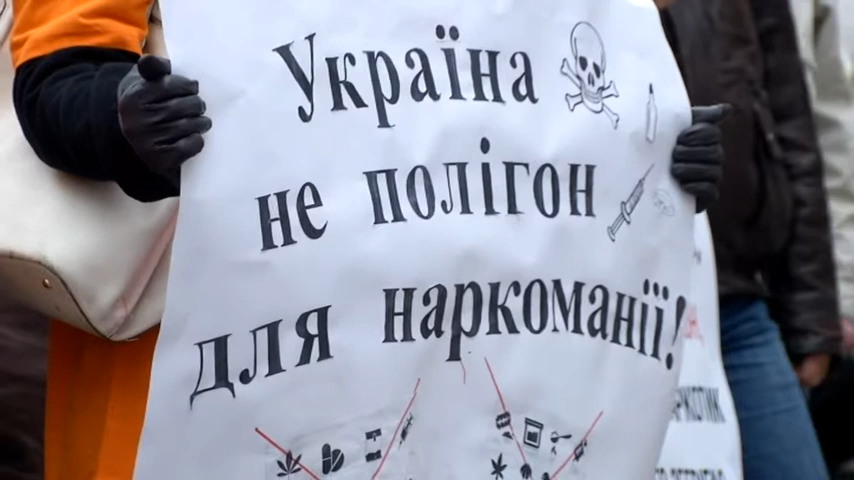 Україна
не полігон
для наркоманії!